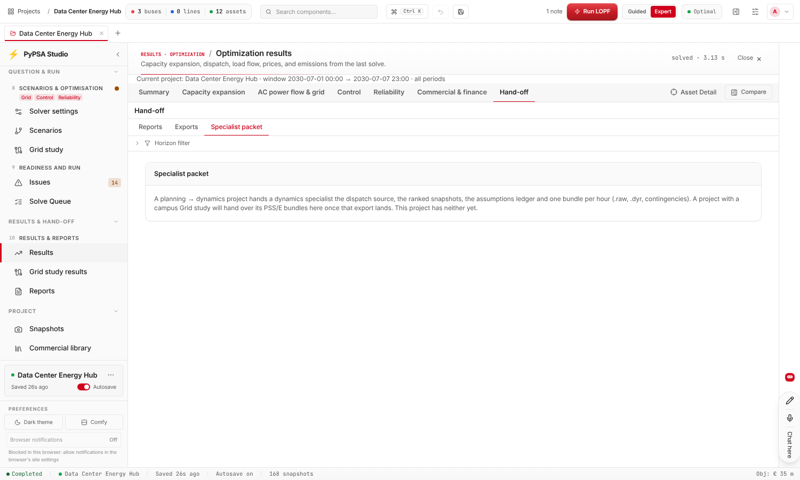 Projects / Data Center Energy Hub
3 buses 0 lines 12 assets
Search components...
Ctrl K
1 note
Run LOPF
Guided Expert
Optimal
A
Data Center Energy Hub
PyPSA Studio
QUESTION & RUN
9 SCENARIOS & OPTIMISATION
Grid Control Reliability
Solver settings
Scenarios
Grid study
READINESS AND RUN
Issues 14
Solve Queue
RESULTS & HAND-OFF
10 RESULTS & REPORTS
Results
Grid study results
Reports
PROJECT
Snapshots
Commercial library
Data Center Energy Hub
Saved 26s ago Autosave
PREFERENCES
Dark theme Comfy
Browser notifications Off
Blocked in this browser: allow notifications in the
browser's site settings
RESULTS · OPTIMIZATION / Optimization results
Capacity expansion, dispatch, load flow, prices, and emissions from the last solve.
solved · 3.13 s
Close
Current project: Data Center Energy Hub · window 2030-07-01 00:00 → 2030-07-07 23:00 · all periods
Summary Capacity expansion AC power flow & grid Control Reliability Commercial & finance Hand-off
Asset Detail Compare
Hand-off
Reports Exports Specialist packet
Horizon filter
Specialist packet
A planning → dynamics project hands a dynamics specialist the dispatch source, the ranked snapshots, the assumptions ledger and one bundle per hour (.raw, .dyr, contingencies). A project with a
campus Grid study will hand over its PSS/E bundles here once that export lands. This project has neither yet.
Chat here
Completed Data Center Energy Hub Saved 26s ago Autosave on 168 snapshots
Obj: € 35 m